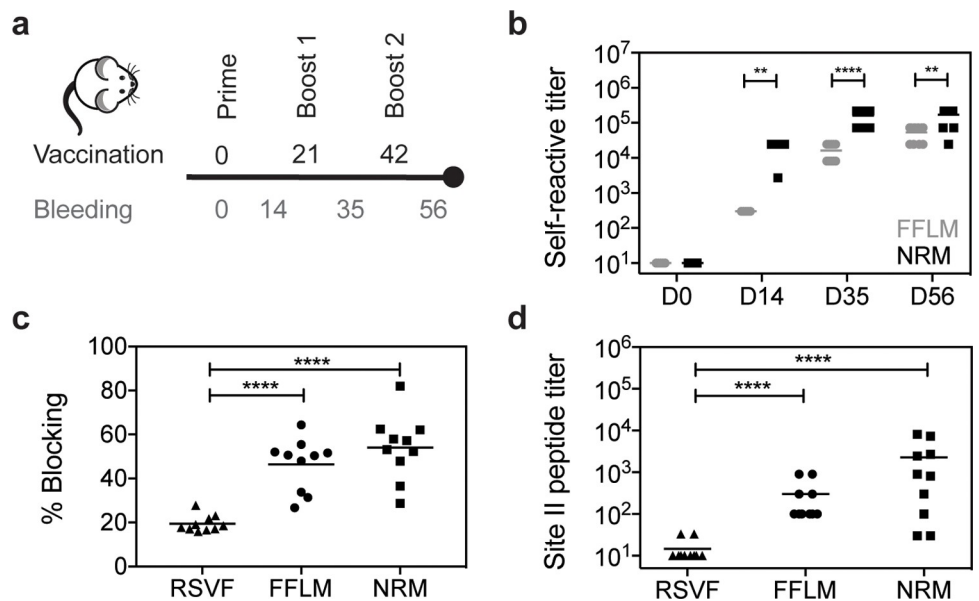 a
Prime
Boost 1
Boost 2
Vaccination 0 21 42
Bleeding 0 14 35 56
b
Self-reactive titer
10⁷
10⁶
10⁵
10⁴
10³
10²
10¹
** **** **
FFLM
NRM
D0 D14 D35 D56
c
% Blocking
100
80
60
40
20
0
****
****
RSVF FFLM NRM
d
Site II peptide titer
10⁶
10⁵
10⁴
10³
10²
10¹
****
****
RSVF FFLM NRM